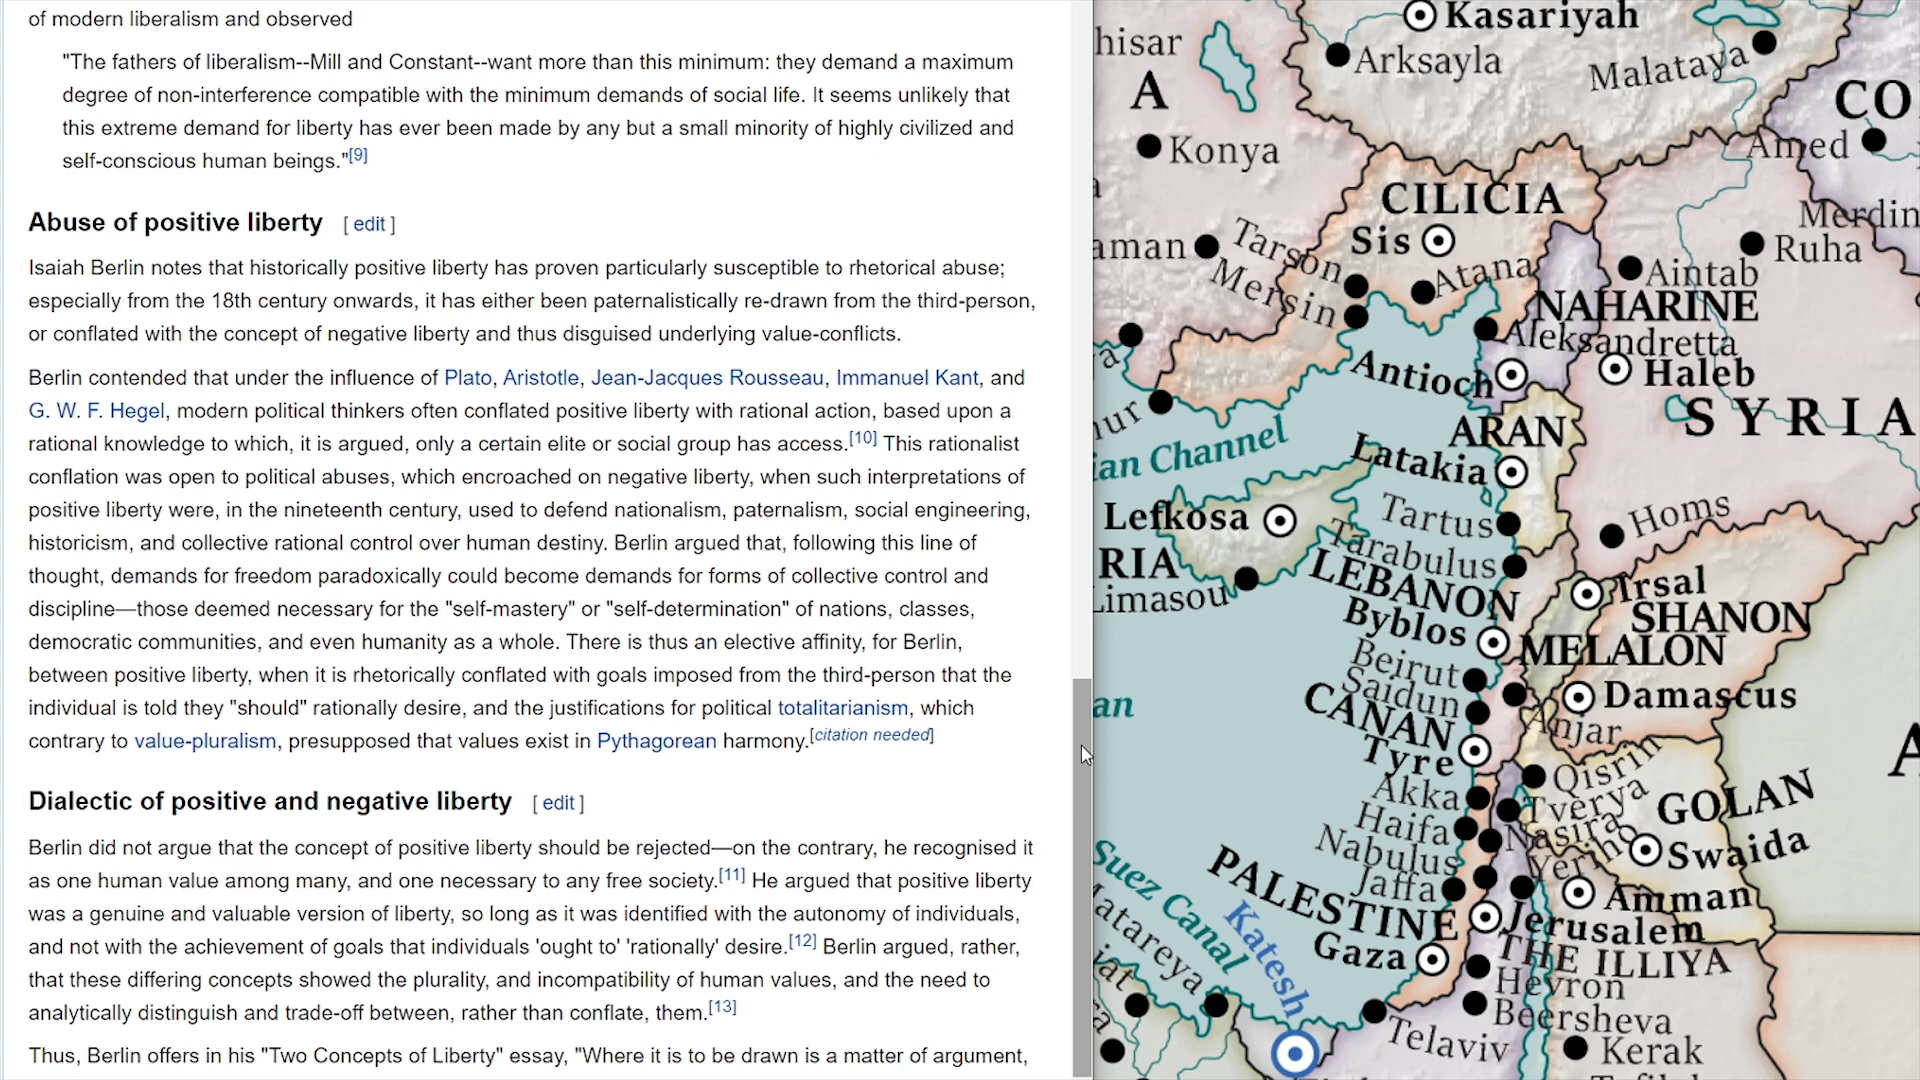 of modern liberalism and observed
"The fathers of liberalism--Mill and Constant--want more than this minimum: they demand a maximum
degree of non-interference compatible with the minimum demands of social life. It seems unlikely that
this extreme demand for liberty has ever been made by any but a small minority of highly civilized and
self-conscious human beings."[9]
Abuse of positive liberty [ edit ]
Isaiah Berlin notes that historically positive liberty has proven particularly susceptible to rhetorical abuse;
especially from the 18th century onwards, it has either been paternalistically re-drawn from the third-person,
or conflated with the concept of negative liberty and thus disguised underlying value-conflicts.
Berlin contended that under the influence of Plato, Aristotle, Jean-Jacques Rousseau, Immanuel Kant, and
G. W. F. Hegel, modern political thinkers often conflated positive liberty with rational action, based upon a
rational knowledge to which, it is argued, only a certain elite or social group has access.[10] This rationalist
conflation was open to political abuses, which encroached on negative liberty, when such interpretations of
positive liberty were, in the nineteenth century, used to defend nationalism, paternalism, social engineering,
historicism, and collective rational control over human destiny. Berlin argued that, following this line of
thought, demands for freedom paradoxically could become demands for forms of collective control and
discipline—those deemed necessary for the "self-mastery" or "self-determination" of nations, classes,
democratic communities, and even humanity as a whole. There is thus an elective affinity, for Berlin,
between positive liberty, when it is rhetorically conflated with goals imposed from the third-person that the
individual is told they "should" rationally desire, and the justifications for political totalitarianism, which
contrary to value-pluralism, presupposed that values exist in Pythagorean harmony.[citation needed]
Dialectic of positive and negative liberty [ edit ]
Berlin did not argue that the concept of positive liberty should be rejected—on the contrary, he recognised it
as one human value among many, and one necessary to any free society.[11] He argued that positive liberty
was a genuine and valuable version of liberty, so long as it was identified with the autonomy of individuals,
and not with the achievement of goals that individuals 'ought to' 'rationally' desire.[12] Berlin argued, rather,
that these differing concepts showed the plurality, and incompatibility of human values, and the need to
analytically distinguish and trade-off between, rather than conflate, them.[13]
Thus, Berlin offers in his "Two Concepts of Liberty" essay, "Where it is to be drawn is a matter of argument,
Kasariyah
hisar
Arksayla
Malataya
A
CO
Konya
Amed
CILICIA
Merdin
Sis
Tarson
aman
Ruha
Mersin
Atana
Aintab
NAHARINE
Aleksandretta
Antioch
Haleb
SYRIA
ARAN
ian Channel
Latakia
Lefkosa
Tartus
Homs
Tarabulus
RIA
LEBANON
Irsal
Limasou
SHANON
Byblos
MELALON
Beirut
Saidun
Damascus
an
CANAN
Anjar
Tyre
Qisrin
Akka
Tverya
GOLAN
Haifa
Nasira
Nabulus
Yeriho
Swaida
Jaffa
Suez Canal
PALESTINE
Amman
Jerusalem
Matareya
Katesh
Gaza
THE ILLIYA
Hevron
Beersheva
Telaviv
Kerak